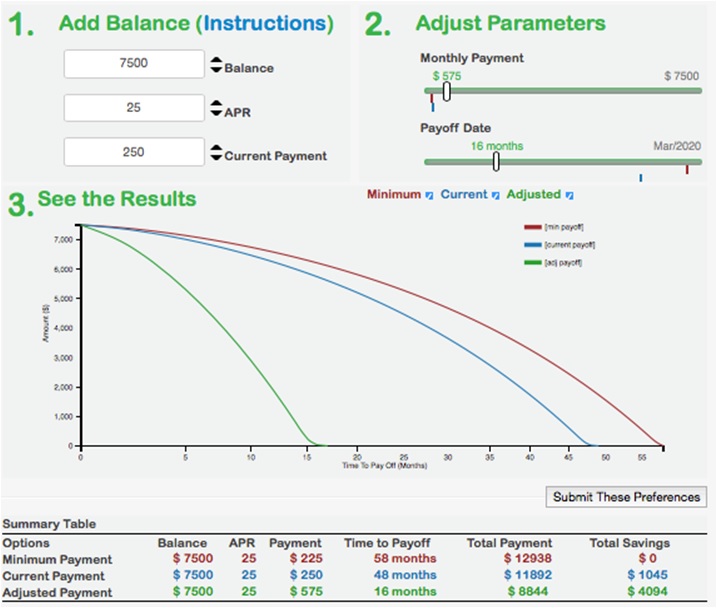 1. Add Balance (Instructions)
7500 Balance
25 APR
250 Current Payment
2. Adjust Parameters
Monthly Payment
$ 575 $ 7500
Payoff Date
16 months Mar/2020
3. See the Results
Minimum Current Adjusted
[min payoff]
[current payoff]
[adj payoff]
Amount ($)
7,000
6,000
5,000
4,000
3,000
2,000
1,000
0
0 5 10 15 20 25 30 35 40 45 50 55
Time To Pay Off (Months)
Submit These Preferences
Summary Table
Options Balance APR Payment Time to Payoff Total Payment Total Savings
Minimum Payment $ 7500 25 $ 225 58 months $ 12938 $ 0
Current Payment $ 7500 25 $ 250 48 months $ 11892 $ 1045
Adjusted Payment $ 7500 25 $ 575 16 months $ 8844 $ 4094